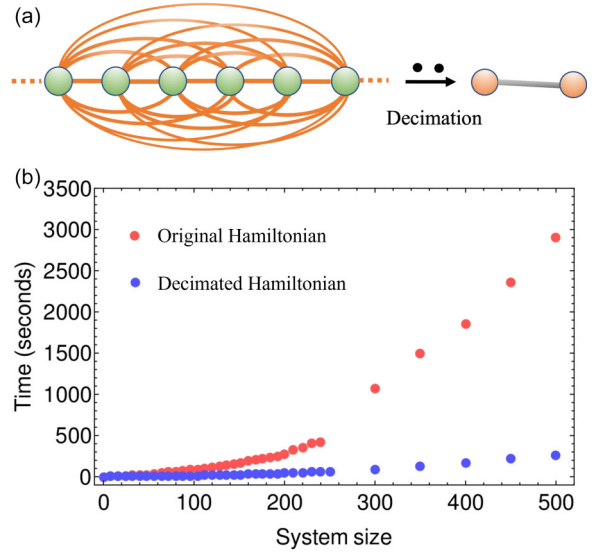 (a)
Decimation
(b)
3500
3000
2500
2000
1500
1000
500
0
Time (seconds)
Original Hamiltonian
Decimated Hamiltonian
0 100 200 300 400 500
System size